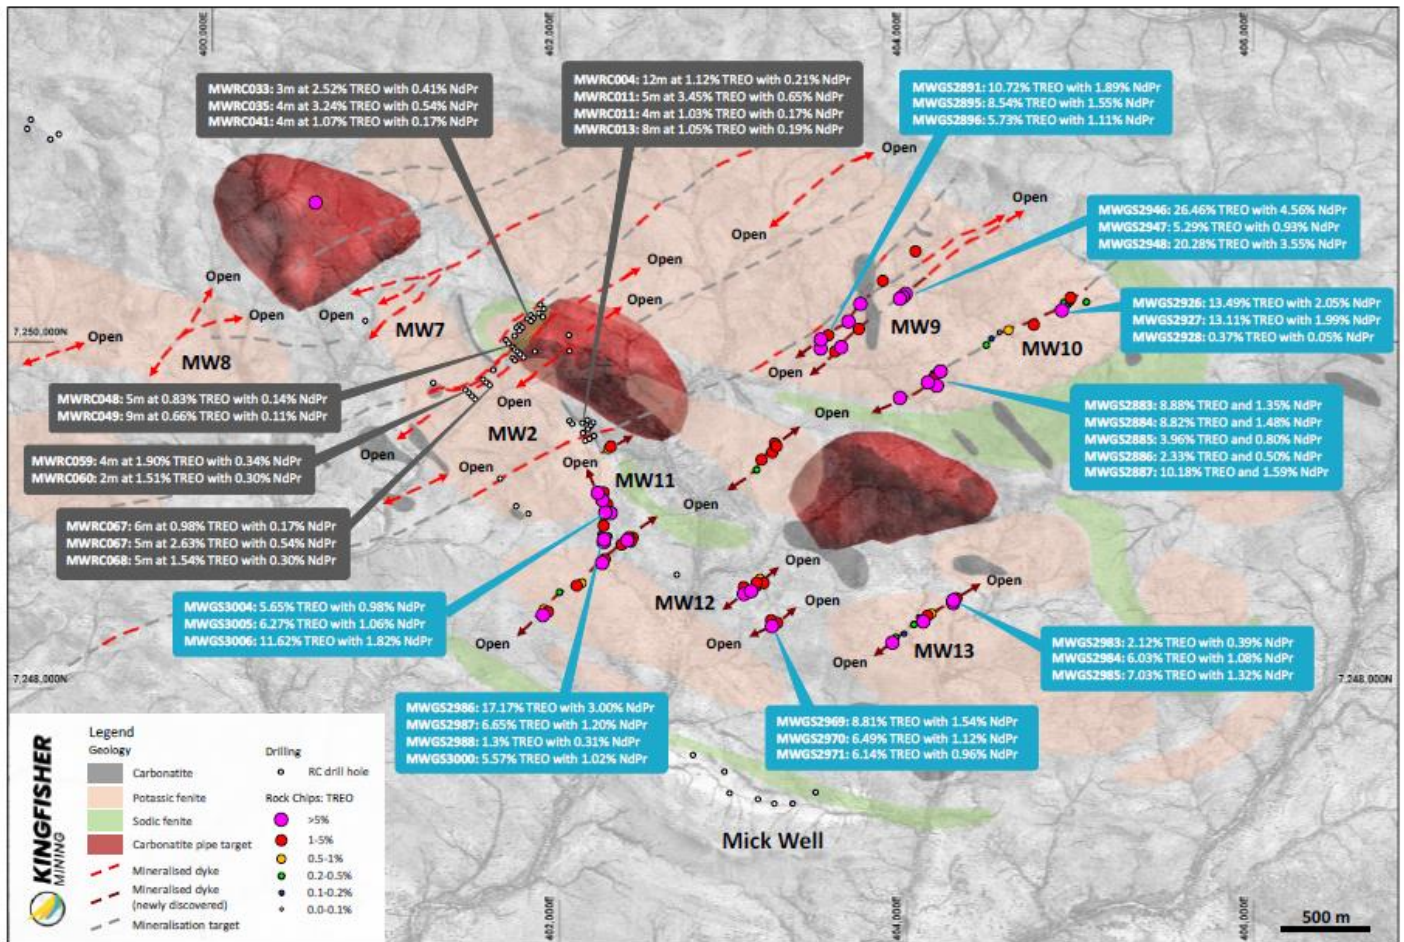 400,000E
402,000E
404,000E
406,000E
MWRC033: 3m at 2.52% TREO with 0.41% NdPr
MWRC035: 4m at 3.24% TREO with 0.54% NdPr
MWRC041: 4m at 1.07% TREO with 0.17% NdPr
MWRC004: 12m at 1.12% TREO with 0.21% NdPr
MWRC011: 5m at 3.45% TREO with 0.65% NdPr
MWRC011: 4m at 1.03% TREO with 0.17% NdPr
MWRC013: 8m at 1.05% TREO with 0.19% NdPr
MWGS2891: 10.72% TREO with 1.89% NdPr
MWGS2895: 8.54% TREO with 1.55% NdPr
MWGS2896: 5.73% TREO with 1.11% NdPr
Open
Open
Open
MWGS2946: 26.46% TREO with 4.56% NdPr
MWGS2947: 5.29% TREO with 0.93% NdPr
MWGS2948: 20.28% TREO with 3.55% NdPr
Open
Open
Open
Open
Open
Open
MWGS2926: 13.49% TREO with 2.05% NdPr
MWGS2927: 13.11% TREO with 1.99% NdPr
MWGS2928: 0.37% TREO with 0.05% NdPr
7,250,000N
Open
MW8
MW7
MW9
MW10
Open
MWRC048: 5m at 0.83% TREO with 0.14% NdPr
MWRC049: 9m at 0.66% TREO with 0.11% NdPr
Open
Open
MWGS2883: 8.88% TREO and 1.35% NdPr
MWGS2884: 8.82% TREO and 1.48% NdPr
MWGS2885: 3.96% TREO and 0.80% NdPr
MWGS2886: 2.33% TREO and 0.50% NdPr
MWGS2887: 10.18% TREO and 1.59% NdPr
MW2
MWRC059: 4m at 1.90% TREO with 0.34% NdPr
MWRC060: 2m at 1.51% TREO with 0.30% NdPr
Open
Open
Open
MW11
Open
MWRC067: 6m at 0.98% TREO with 0.17% NdPr
MWRC067: 5m at 2.63% TREO with 0.54% NdPr
MWRC068: 5m at 1.54% TREO with 0.30% NdPr
Open
Open
MW12
Open
MWGS3004: 5.65% TREO with 0.98% NdPr
MWGS3005: 6.27% TREO with 1.06% NdPr
MWGS3006: 11.62% TREO with 1.82% NdPr
Open
Open
Open
MW13
MWGS2983: 2.12% TREO with 0.39% NdPr
MWGS2984: 6.03% TREO with 1.08% NdPr
MWGS2985: 7.03% TREO with 1.32% NdPr
7,248,000N
7,248,000N
MWGS2986: 17.17% TREO with 3.00% NdPr
MWGS2987: 6.65% TREO with 1.20% NdPr
MWGS2988: 1.3% TREO with 0.31% NdPr
MWGS3000: 5.57% TREO with 1.02% NdPr
MWGS2969: 8.81% TREO with 1.54% NdPr
MWGS2970: 6.49% TREO with 1.12% NdPr
MWGS2971: 6.14% TREO with 0.96% NdPr
Mick Well
KINGFISHER
MINING
Legend
Geology
Carbonatite
Potassic fenite
Sodic fenite
Carbonatite pipe target
Mineralised dyke
Mineralised dyke
(newly discovered)
Mineralisation target
Drilling
RC drill hole
Rock Chips: TREO
>5%
1-5%
0.5-1%
0.2-0.5%
0.1-0.2%
0.0-0.1%
402,000E
404,000E
406,000E
500 m